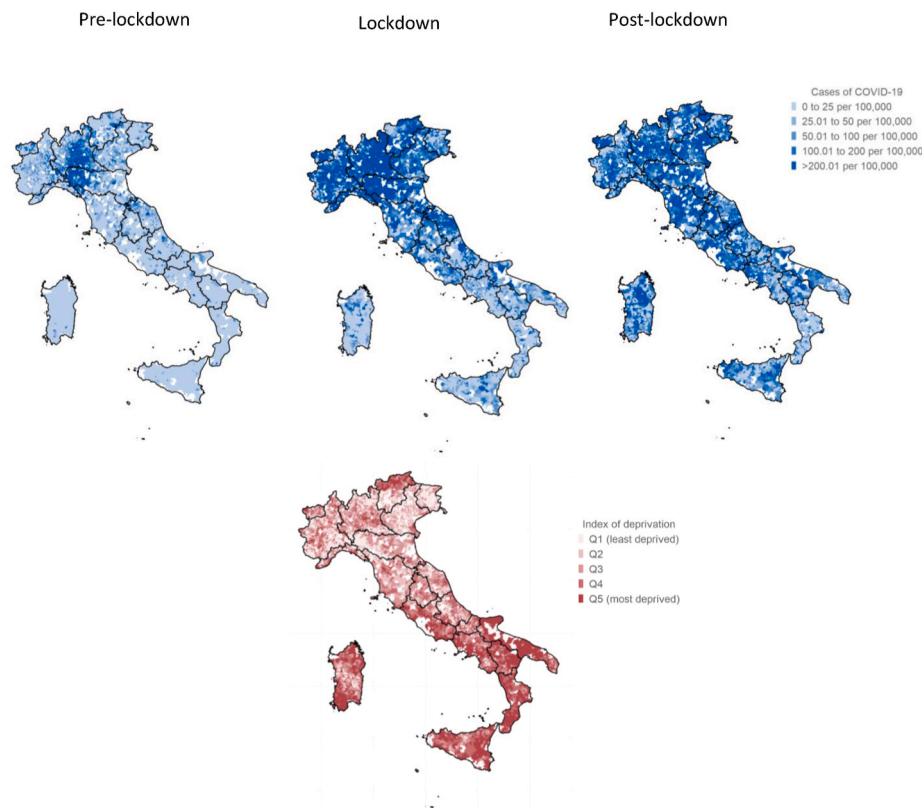 Pre-lockdown
Lockdown
Post-lockdown
Cases of COVID-19
0 to 25 per 100,000
25.01 to 50 per 100,000
50.01 to 100 per 100,000
100.01 to 200 per 100,000
>200.01 per 100,000
Index of deprivation
Q1 (least deprived)
Q2
Q3
Q4
Q5 (most deprived)